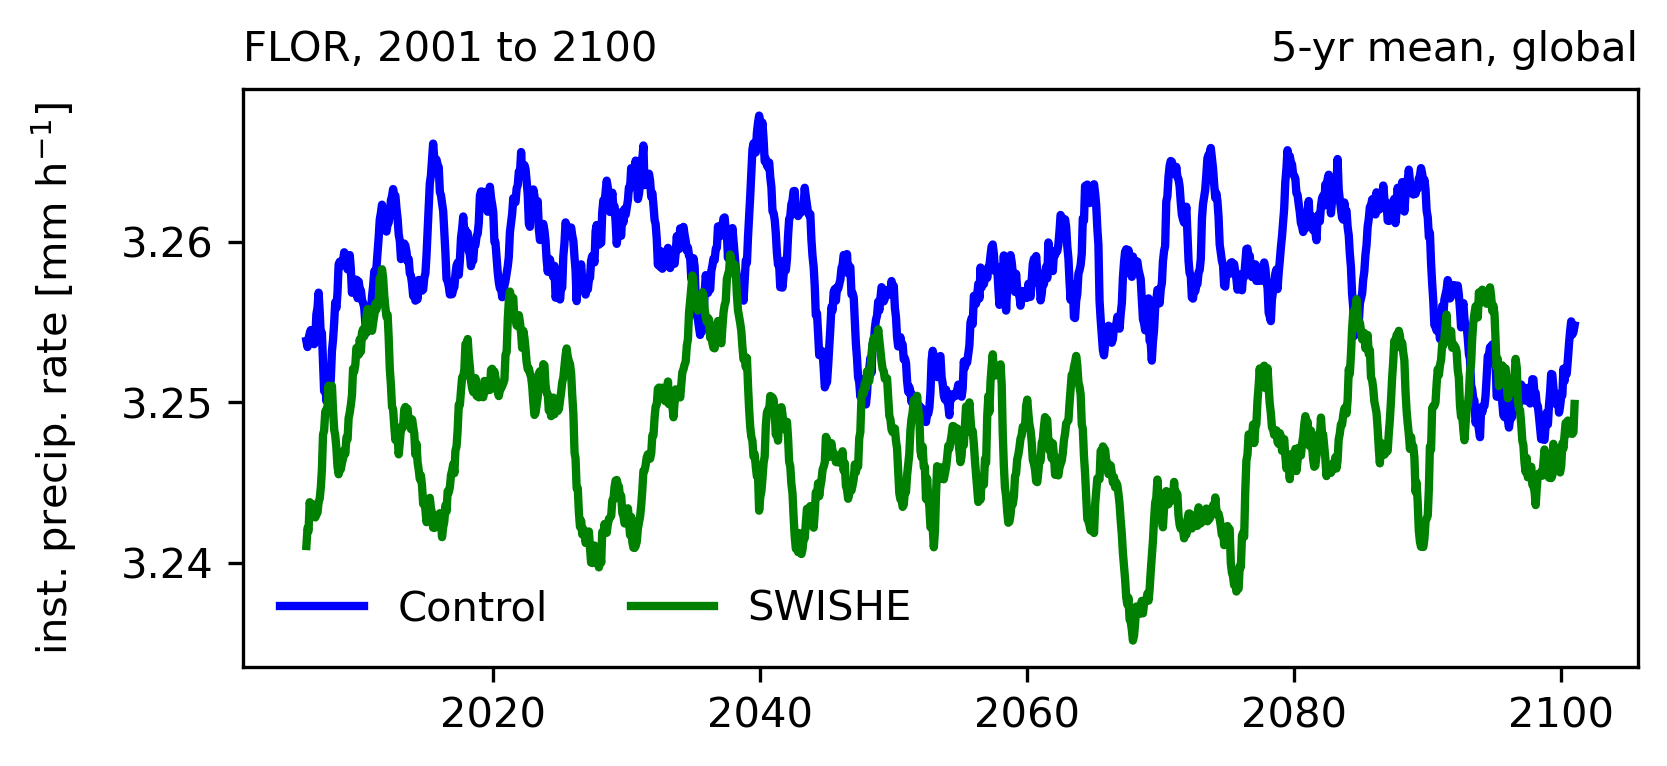 FLOR, 2001 to 2100
5-yr mean, global
inst. precip. rate [mm h⁻¹]
3.26
3.25
3.24
Control
SWISHE
2020
2040
2060
2080
2100